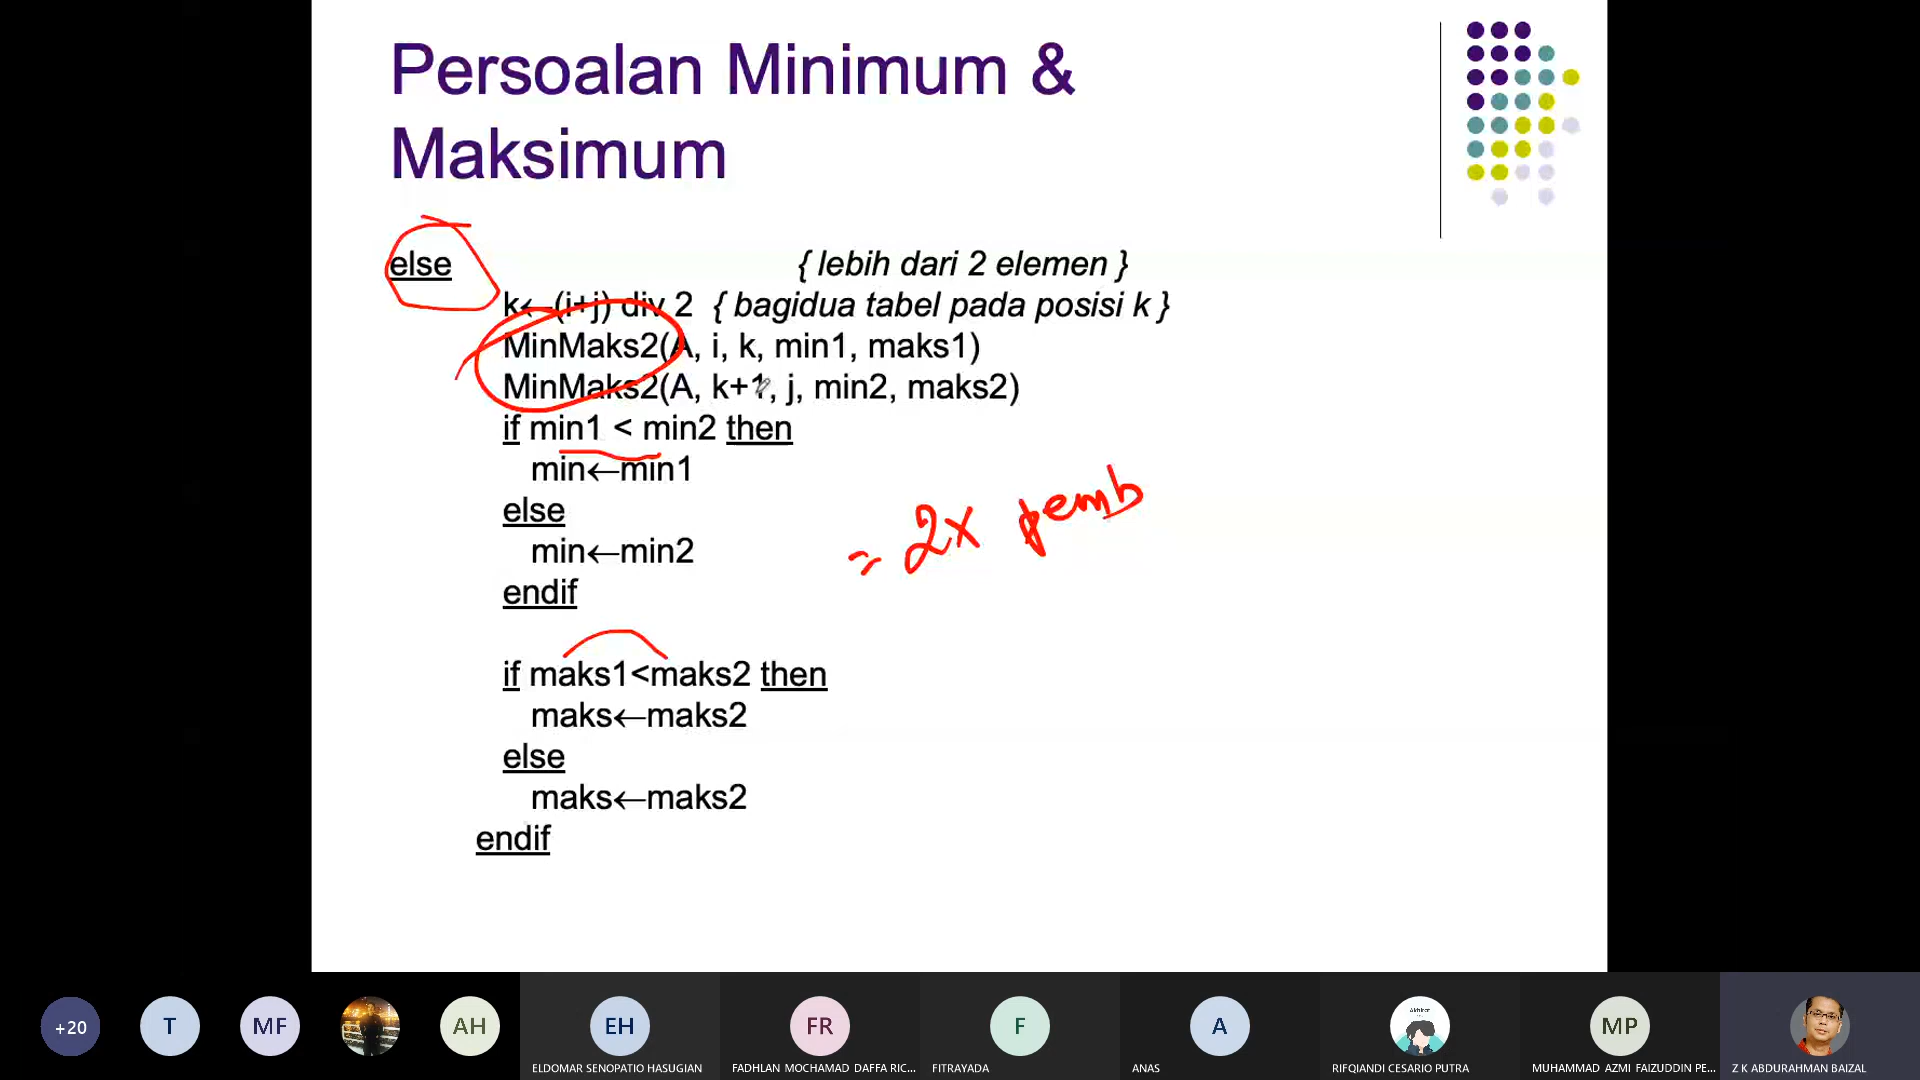 Persoalan Minimum &
Maksimum
else { lebih dari 2 elemen }
k←(i+j) div 2 { bagidua tabel pada posisi k }
MinMaks2(A, i, k, min1, maks1)
MinMaks2(A, k+1, j, min2, maks2)
if min1 < min2 then
min←min1
else
min←min2
endif
= 2x pemb
if maks1<maks2 then
maks←maks2
else
maks←maks2
endif
+20
T
MF
AH
EH
FR
F
A
MP
ELDOMAR SENOPATIO HASUGIAN
FADHLAN MOCHAMAD DAFFA RIC...
FITRAYADA
ANAS
RIFQIANDI CESARIO PUTRA
MUHAMMAD AZMI FAIZUDDIN PE...
Z K ABDURAHMAN BAIZAL